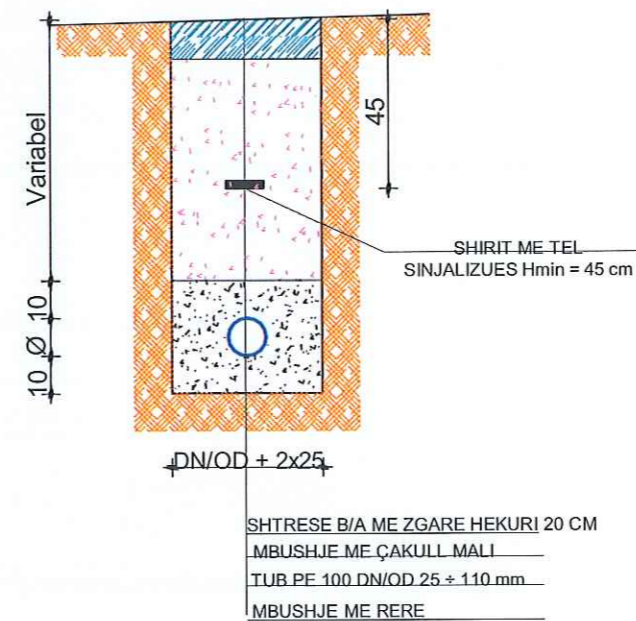 Variabel
45
SHIRIT ME TEL
SINJALIZUES Hmin = 45 cm
10
Ø
10
DN/OD + 2x25
SHTRESE B/A ME ZGARE HEKURI 20 CM
MBUSHJE ME ÇAKULL MALI
TUB PE 100 DN/OD 25 ÷ 110 mm
MBUSHJE ME RERE